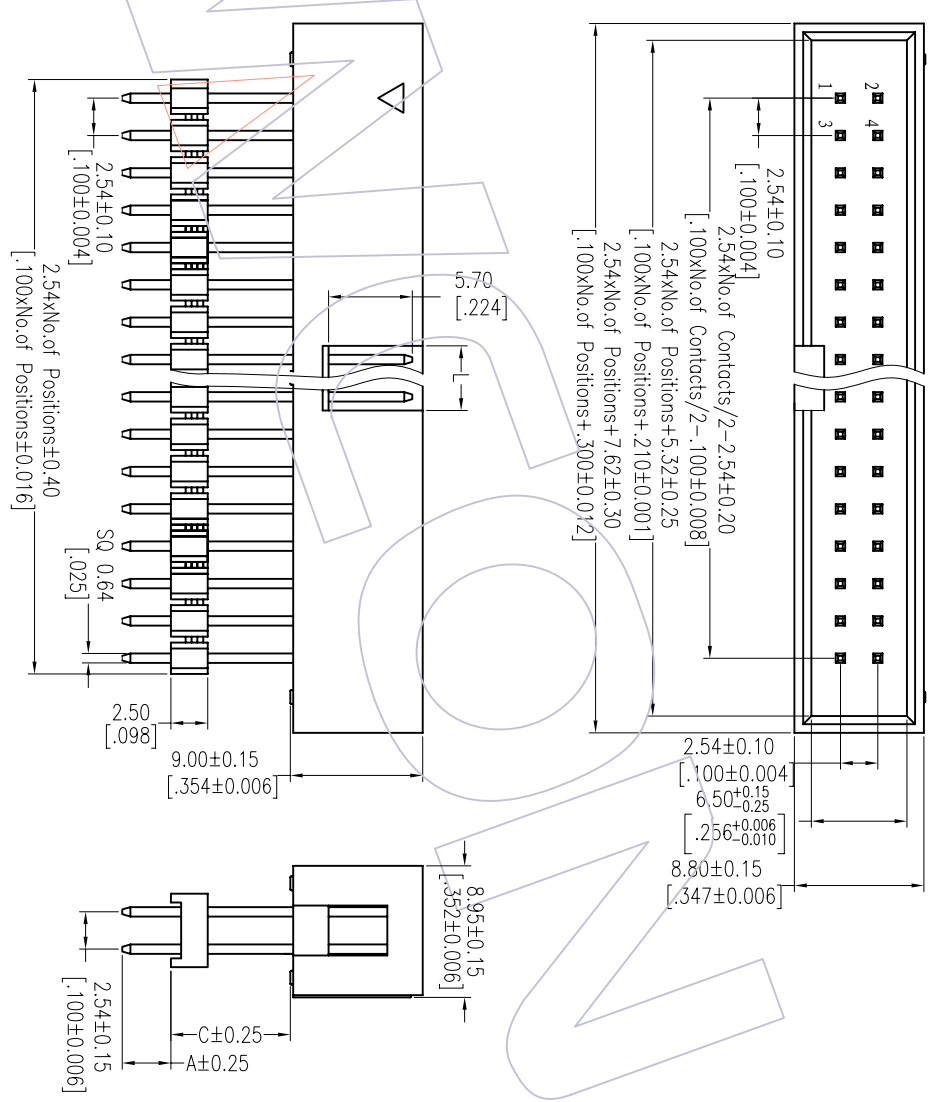 1
2
3
4
2.54±0.10
[.100±0.004]
2.54xNo.of Contacts/2-2.54±0.20
[.100xNo.of Contacts/2-.100±0.008]
2.54xNo.of Positions+5.32±0.25
[.100xNo.of Positions+.210±0.001]
2.54xNo.of Positions+7.62±0.30
[.100xNo.of Positions+.300±0.012]
2.54±0.10
[.100±0.004]
6.50+0.15-0.25
[.256+0.006-0.010]
8.80±0.15
[.347±0.006]
2.54±0.10
[.100±0.004]
2.54xNo.of Positions±0.40
[.100xNo.of Positions±0.016]
5.70
[.224]
L
SQ 0.64
[.025]
2.50
[.098]
9.00±0.15
[.354±0.006]
8.95±0.15
[.352±0.006]
2.54±0.15
[.100±0.006]
C±0.25
A±0.25
WCON